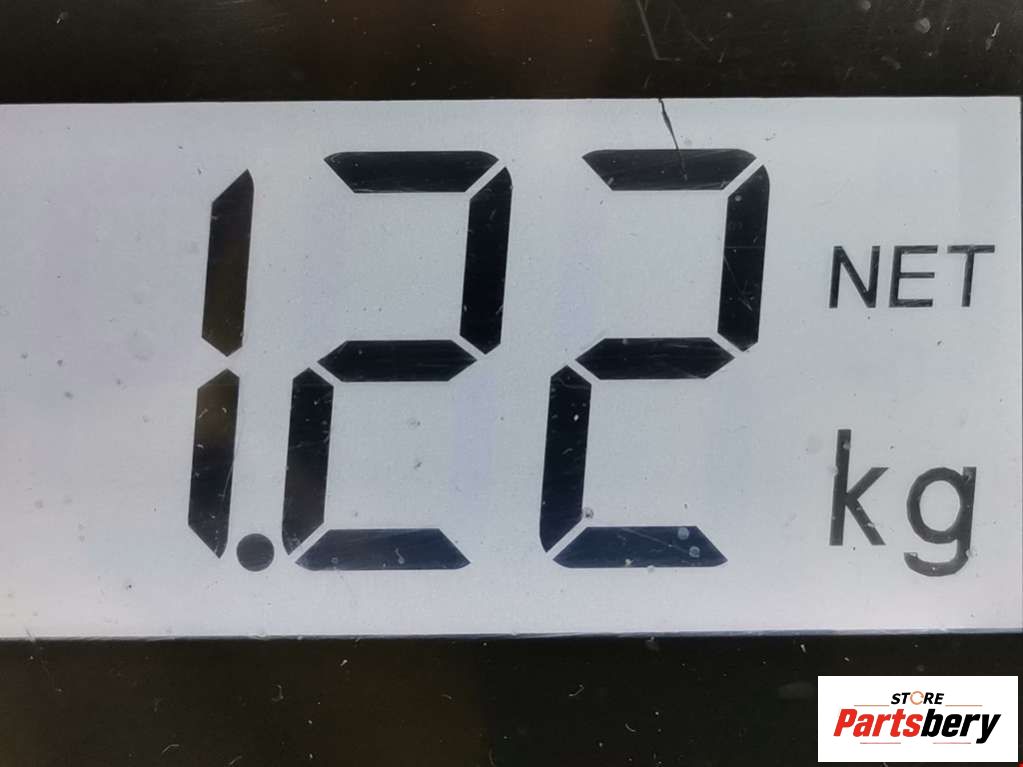 1.22
NET
kg
STORE
Partsbery